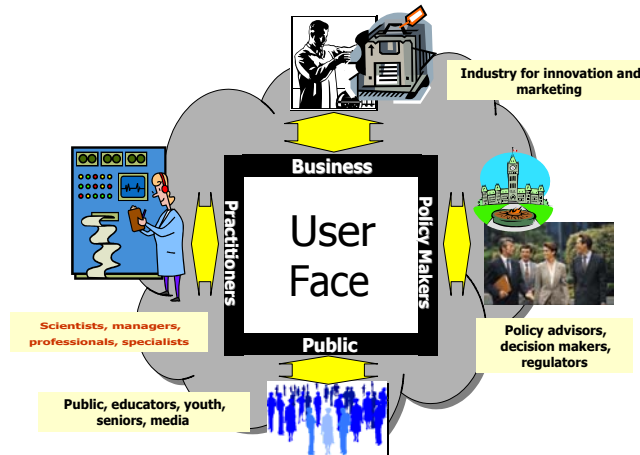 Industry for innovation and
marketing
Business
Practitioners
User
Face
Policy Makers
Public
Scientists, managers,
professionals, specialists
Policy advisors,
decision makers,
regulators
Public, educators, youth,
seniors, media